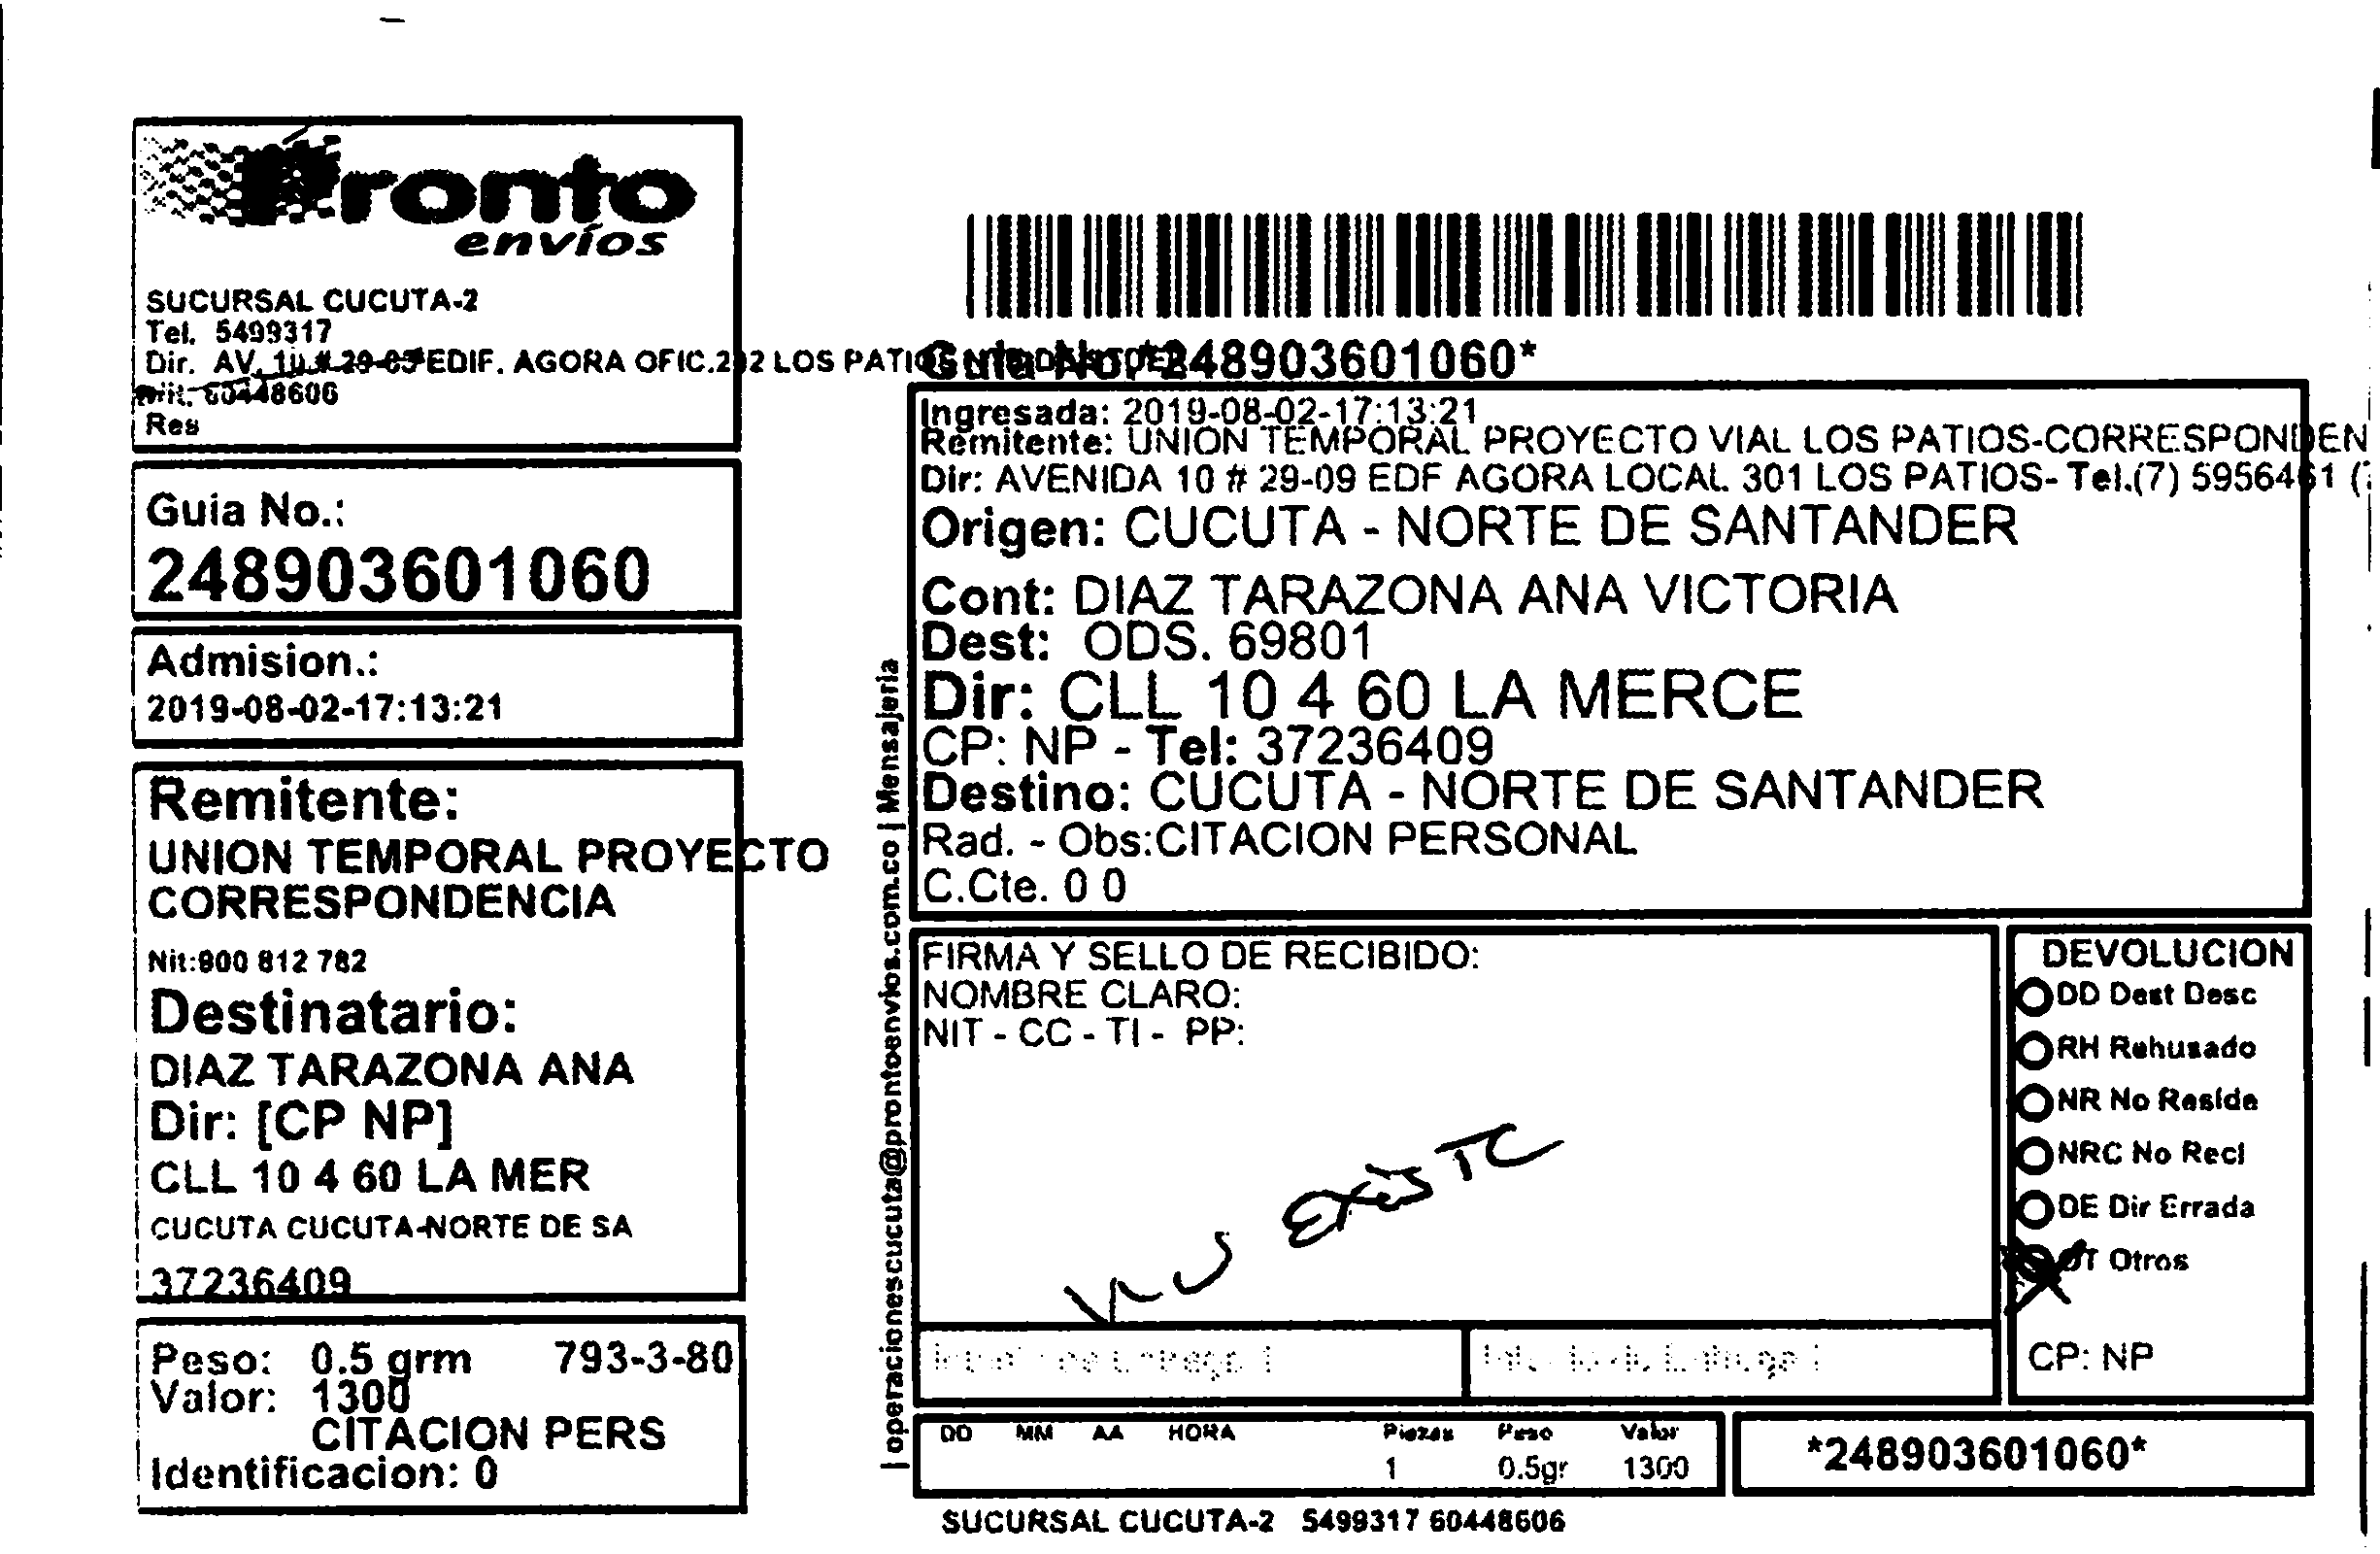 Pronto
envíos
SUCURSAL CUCUTA-2
Tel. 5499317
Dir. AV. 10 # 29-09 EDIF. AGORA OFIC.202 LOS PATIOS
Nit. 60448606
Res
Guia No.:
248903601060
Admision.:
2019-08-02-17:13:21
Remitente:
UNION TEMPORAL PROYECTO
CORRESPONDENCIA
Nit:900 812 782
Destinatario:
DIAZ TARAZONA ANA
Dir: [CP NP]
CLL 10 4 60 LA MER
CUCUTA CUCUTA-NORTE DE SA
37236409
Peso: 0.5 grm 793-3-80
Valor: 1300
CITACION PERS
Identificacion: 0
| operacionescucuta@prontoenvios.com.co | Mensajeria
Guia No. *248903601060*
Ingresada: 2019-08-02-17:13:21
Remitente: UNION TEMPORAL PROYECTO VIAL LOS PATIOS-CORRESPONDEN
Dir: AVENIDA 10 # 29-09 EDF AGORA LOCAL 301 LOS PATIOS- Tel.(7) 5956461 (
Origen: CUCUTA - NORTE DE SANTANDER
Cont: DIAZ TARAZONA ANA VICTORIA
Dest: ODS. 69801
Dir: CLL 10 4 60 LA MERCE
CP: NP - Tel: 37236409
Destino: CUCUTA - NORTE DE SANTANDER
Rad. - Obs:CITACION PERSONAL
C.Cte. 0 0
FIRMA Y SELLO DE RECIBIDO:
NOMBRE CLARO:
NIT - CC - TI - PP:
NO EXISTE
DEVOLUCION
DD Dest Desc
RH Rehusado
NR No Reside
NRC No Recl
DE Dir Errada
OT Otros
CP: NP
DD MM AA HORA Piezas Peso Valor
1 0.5gr 1300
*248903601060*
SUCURSAL CUCUTA-2 5499317 60448606